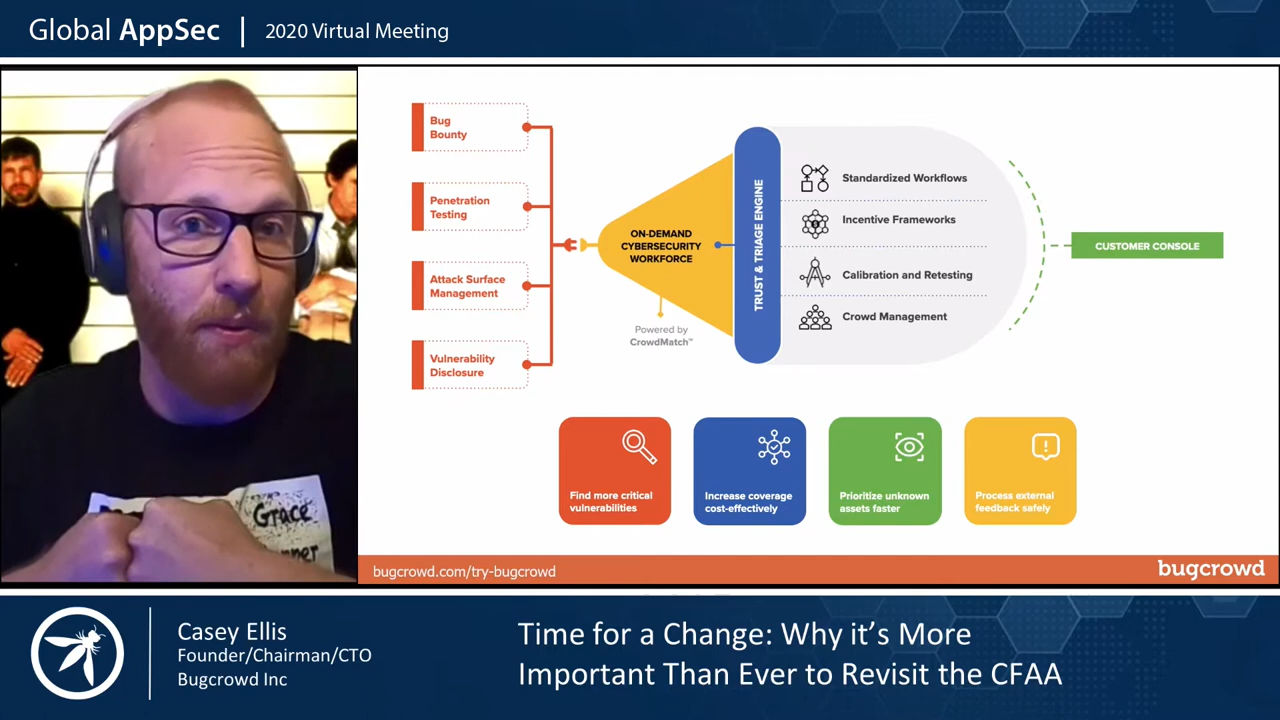 Global AppSec | 2020 Virtual Meeting
Bug
Bounty
Penetration
Testing
Attack Surface
Management
Vulnerability
Disclosure
ON-DEMAND
CYBERSECURITY
WORKFORCE
Powered by
CrowdMatch™
TRUST & TRIAGE ENGINE
Standardized Workflows
Incentive Frameworks
Calibration and Retesting
Crowd Management
CUSTOMER CONSOLE
Find more critical
vulnerabilities
Increase coverage
cost-effectively
Prioritize unknown
assets faster
Process external
feedback safely
Grace
bugcrowd.com/try-bugcrowd
bugcrowd
Casey Ellis
Founder/Chairman/CTO
Bugcrowd Inc
Time for a Change: Why it’s More
Important Than Ever to Revisit the CFAA